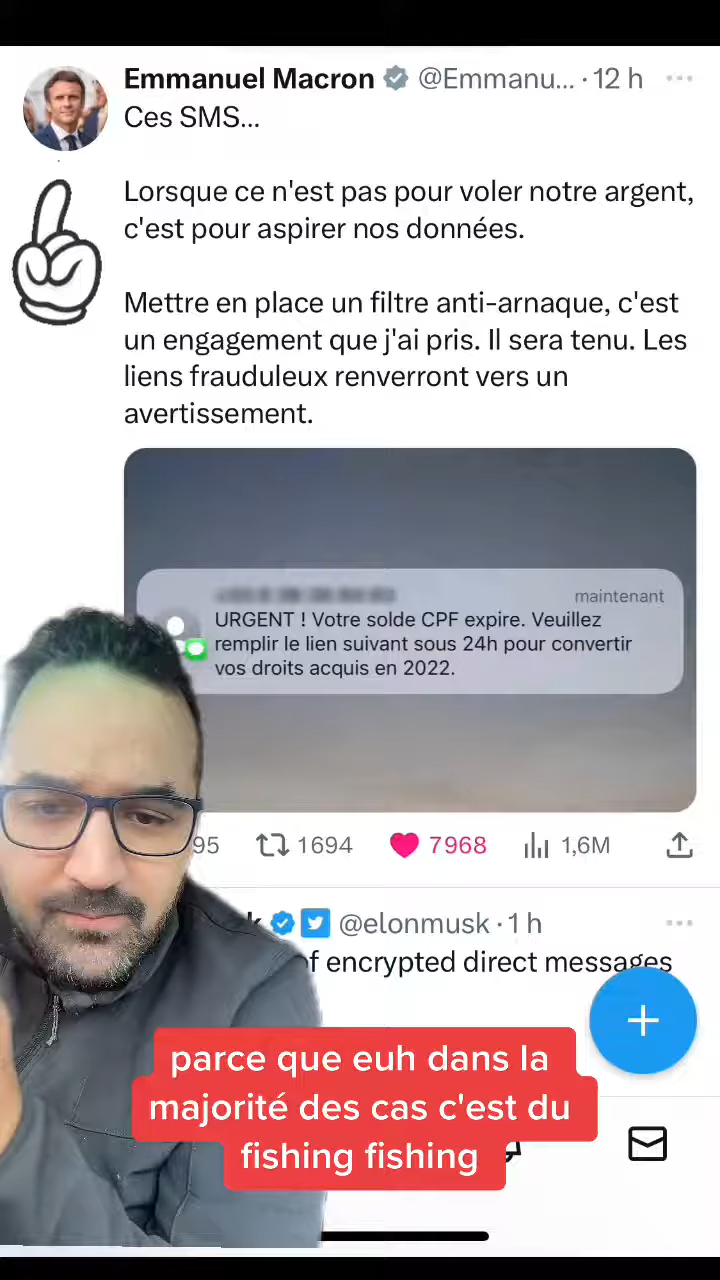 Emmanuel Macron @Emmanu... · 12 h
Ces SMS...
Lorsque ce n'est pas pour voler notre argent,
c'est pour aspirer nos données.
Mettre en place un filtre anti-arnaque, c'est
un engagement que j'ai pris. Il sera tenu. Les
liens frauduleux renverront vers un
avertissement.
maintenant
URGENT ! Votre solde CPF expire. Veuillez
remplir le lien suivant sous 24h pour convertir
vos droits acquis en 2022.
95 1694 7968 1,6M
k @elonmusk · 1 h
of encrypted direct messages
parce que euh dans la
majorité des cas c'est du
fishing fishing